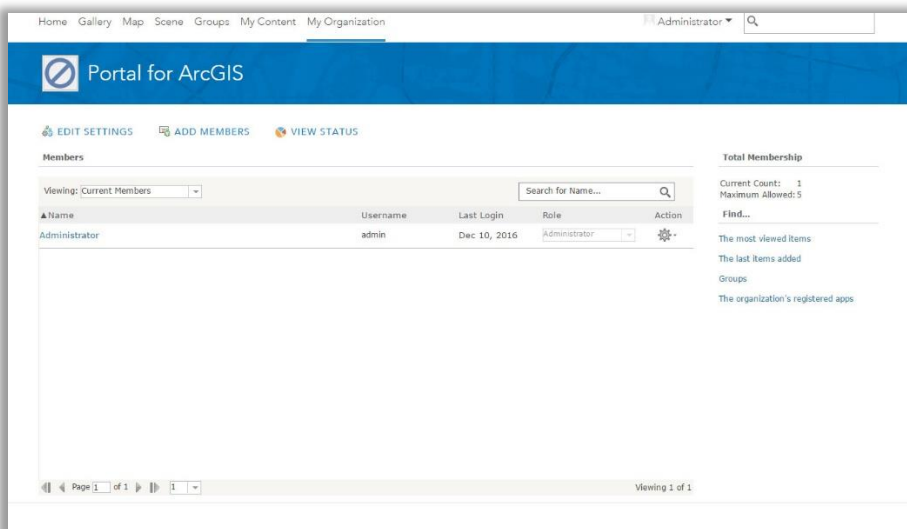 Home Gallery Map Scene Groups My Content My Organization Administrator
Portal for ArcGIS
EDIT SETTINGS ADD MEMBERS VIEW STATUS
Members
Viewing: Current Members Search for Name...
Name Username Last Login Role Action
Administrator admin Dec 10, 2016 Administrator
Page 1 of 1 1 Viewing 1 of 1
Total Membership
Current Count: 1
Maximum Allowed: 5
Find...
The most viewed items
The last items added
Groups
The organization's registered apps